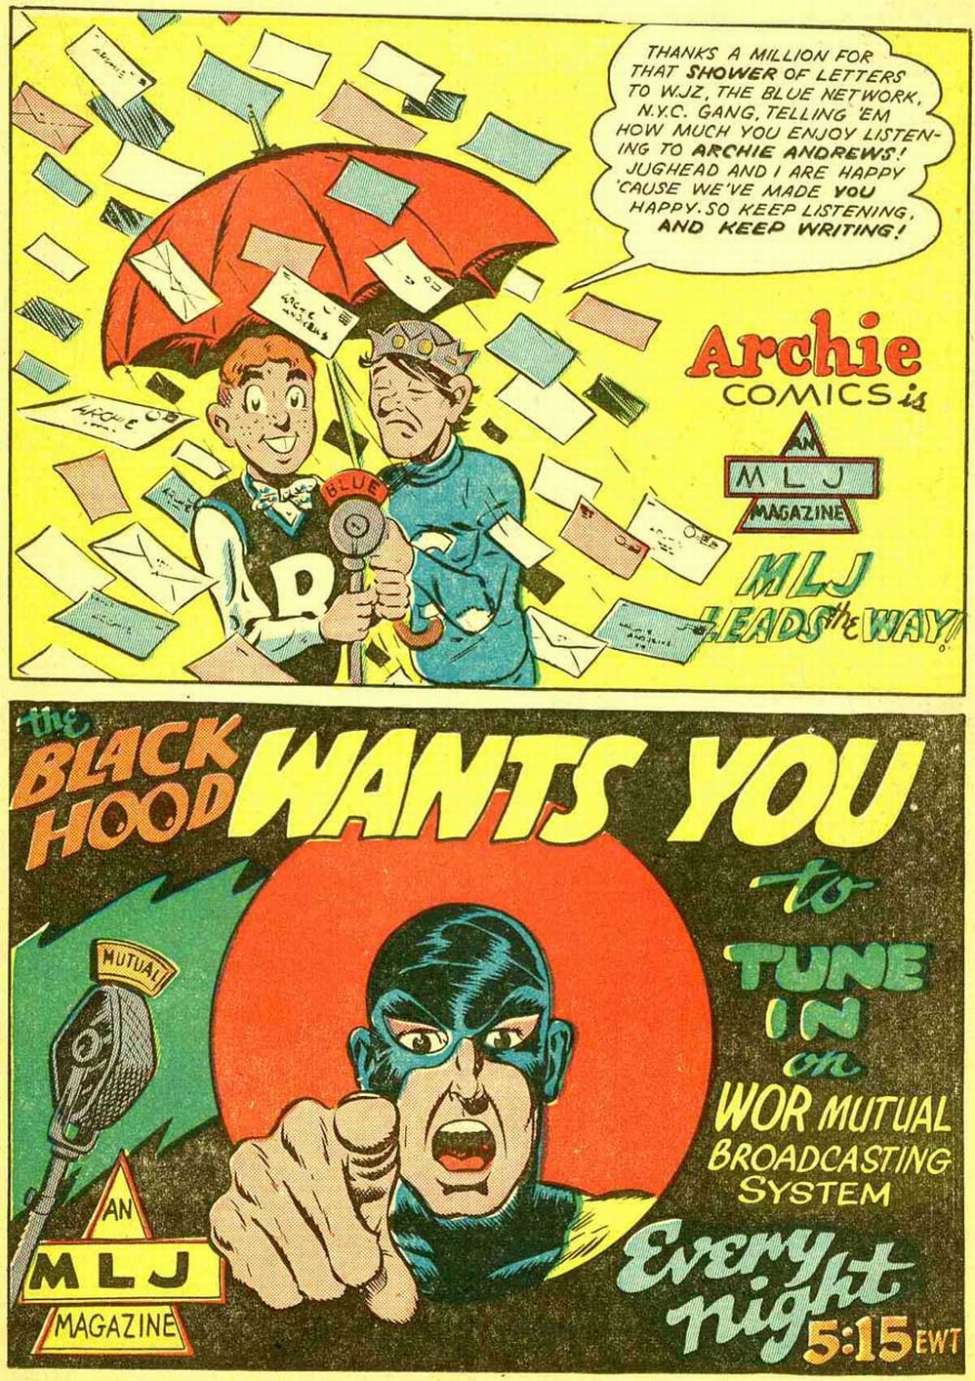 THANKS A MILLION FOR
THAT SHOWER OF LETTERS
TO WJZ, THE BLUE NETWORK,
N.Y.C. GANG, TELLING 'EM
HOW MUCH YOU ENJOY LISTEN-
ING TO ARCHIE ANDREWS!
JUGHEAD AND I ARE HAPPY
'CAUSE WE'VE MADE YOU
HAPPY. SO KEEP LISTENING,
AND KEEP WRITING!
ARCHIE
ARCHIE
ANDREWS
ARCHIE
BLUE
Archie
COMICS is
AN
MLJ
MAGAZINE
MLJ
LEADS the WAY!
the
BLACK
HOOD
WANTS YOU
to
TUNE
IN
on
WOR MUTUAL
BROADCASTING
SYSTEM
Every
night
5:15 EWT
MUTUAL
AN
MLJ
MAGAZINE